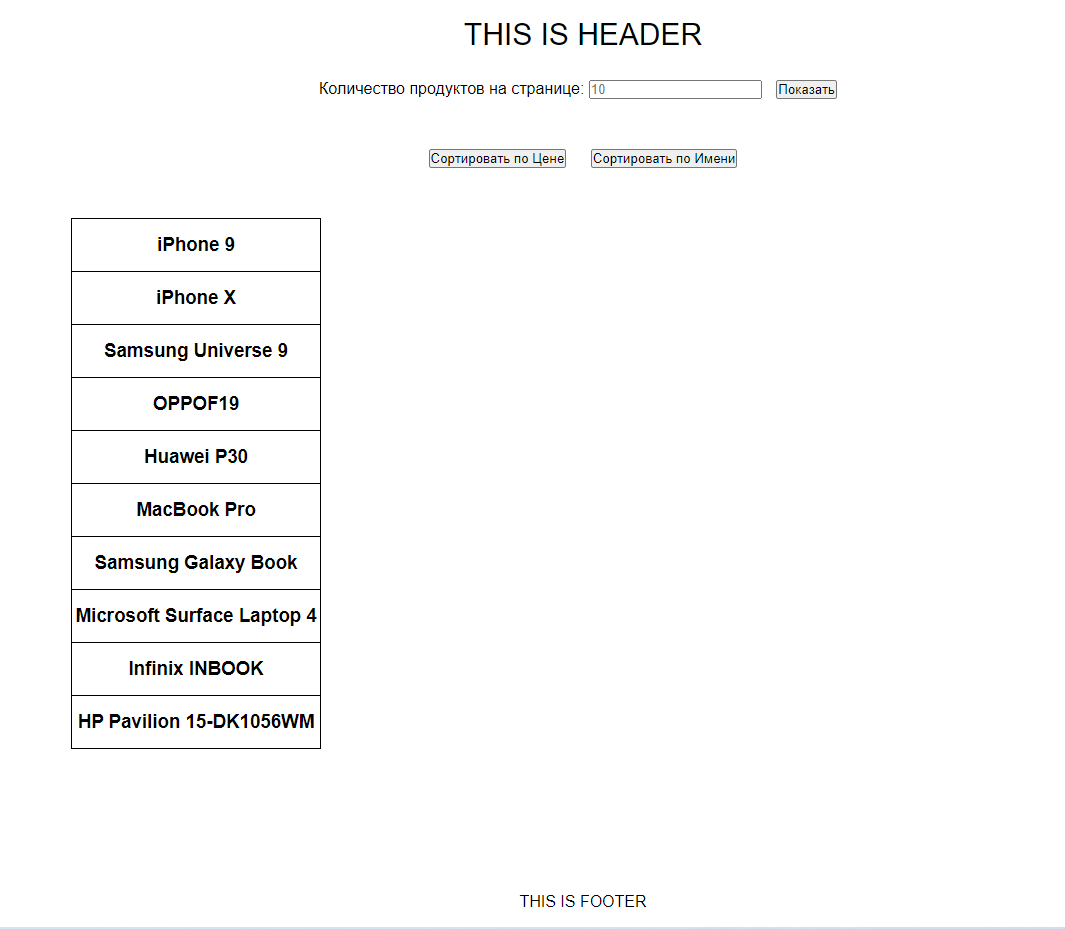 THIS IS HEADER
Количество продуктов на странице: 10 Показать
Сортировать по Цене Сортировать по Имени
iPhone 9
iPhone X
Samsung Universe 9
OPPOF19
Huawei P30
MacBook Pro
Samsung Galaxy Book
Microsoft Surface Laptop 4
Infinix INBOOK
HP Pavilion 15-DK1056WM
THIS IS FOOTER